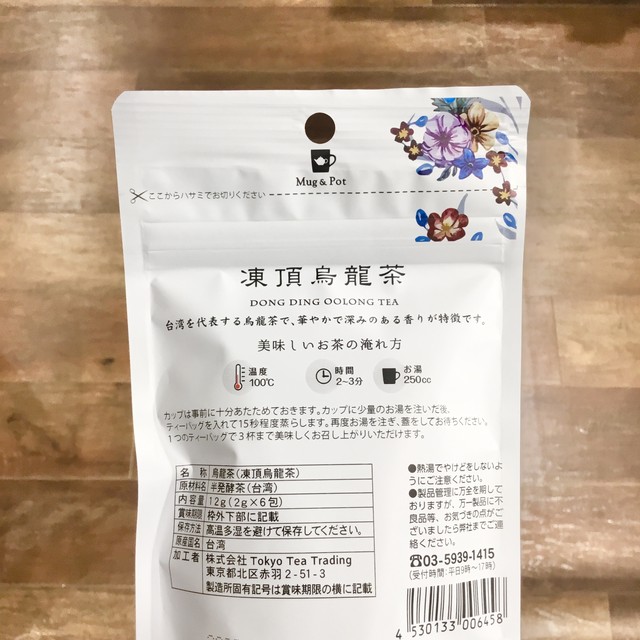 Mug & Pot
ここからハサミでお切りください
凍頂烏龍茶
DONG DING OOLONG TEA
台湾を代表する烏龍茶で、華やかで深みのある香りが特徴です。
美味しいお茶の淹れ方
温度
100℃
時間
2~3分
お湯
250cc
カップは事前に十分あたためておきます。カップに少量のお湯を注いだ後、
ティーバッグを入れて15秒程度蒸らします。再度お湯を注ぎ、蓋をしてお待ちください。
1つのティーバッグで3杯まで美味しくお召し上がりいただけます。
名 称 烏龍茶(凍頂烏龍茶)
原材料名 半発酵茶(台湾)
内容量 12g(2g×6包)
賞味期限 枠外下部に記載
保存方法 高温多湿を避けて保存してください。
原産国名 台湾
加工者 株式会社 Tokyo Tea Trading
東京都北区赤羽2-51-3
製造所固有記号は賞味期限の横に記載
●熱湯でやけどをしないよ
うにご注意ください。
●製品管理に万全を期して
おりますが、万一製品に不
良品等、お気づきの点がご
ざいましたら弊社までご連
絡ください。
☎03-5939-1415
(受付時間:平日9時~17時)
4 530133 006458